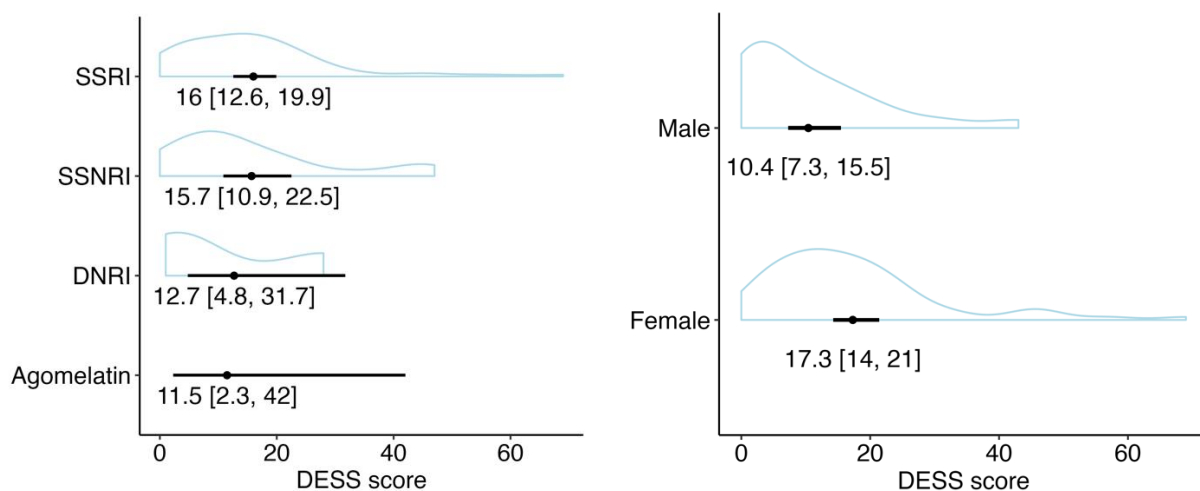 SSRI
16 [12.6, 19.9]
SSNRI
15.7 [10.9, 22.5]
DNRI
12.7 [4.8, 31.7]
Agomelatin
11.5 [2.3, 42]
0 20 40 60
DESS score
Male
10.4 [7.3, 15.5]
Female
17.3 [14, 21]
0 20 40 60
DESS score